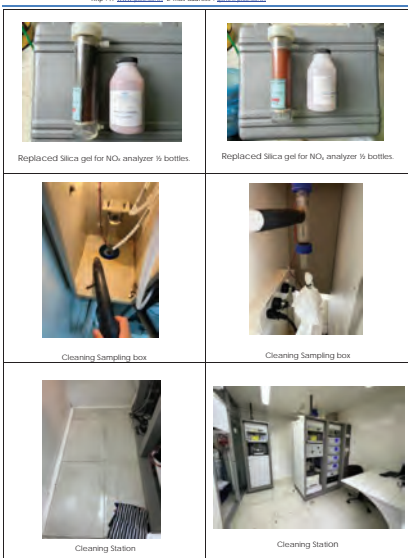 Replaced Silica gel for NOₓ analyzer ½ bottles.
Replaced Silica gel for NOₓ analyzer ½ bottles.
Cleaning Sampling box
Cleaning Sampling box
Cleaning Station
Cleaning Station